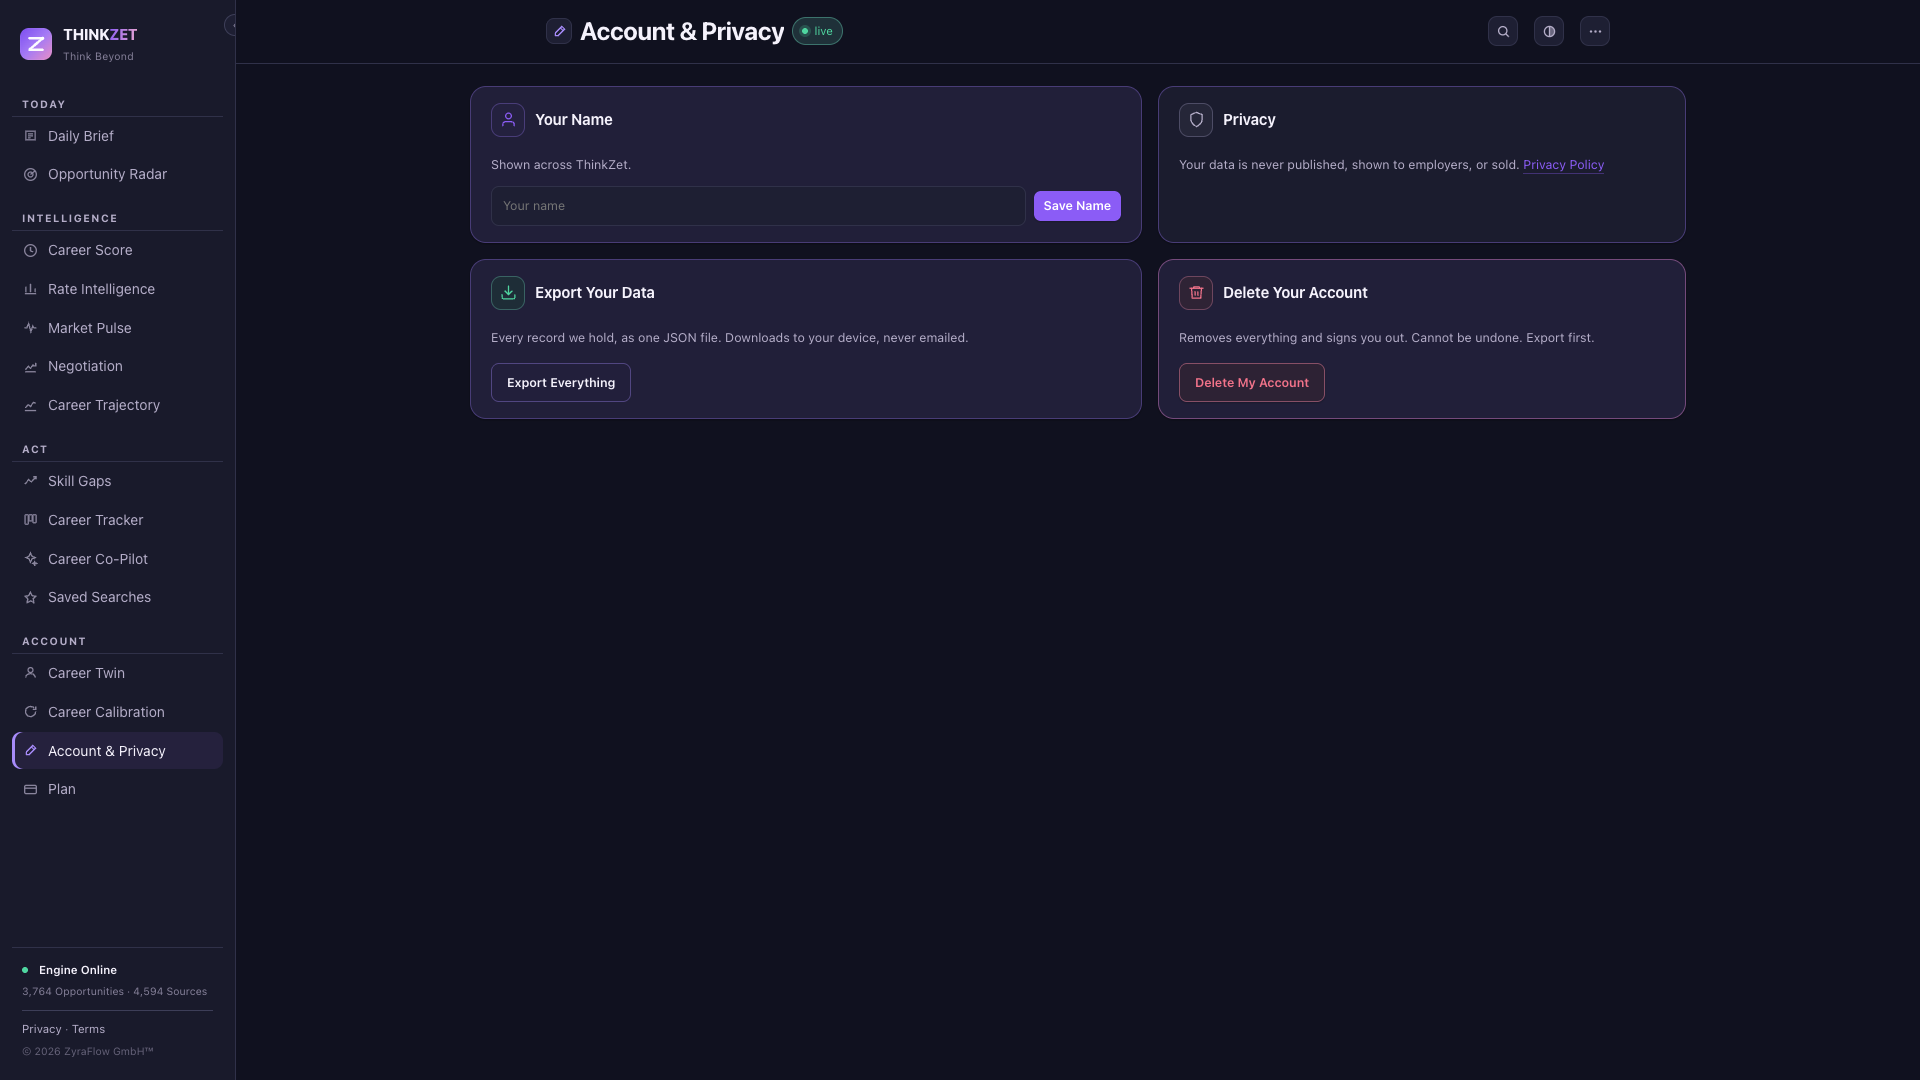 THINKZET
Think Beyond
TODAY
Daily Brief
Opportunity Radar
INTELLIGENCE
Career Score
Rate Intelligence
Market Pulse
Negotiation
Career Trajectory
ACT
Skill Gaps
Career Tracker
Career Co-Pilot
Saved Searches
ACCOUNT
Career Twin
Career Calibration
Account & Privacy
Plan
Engine Online
3,764 Opportunities · 4,594 Sources
Privacy · Terms
© 2026 ZyraFlow GmbH™
Account & Privacy
live
Your Name
Shown across ThinkZet.
Your name
Save Name
Privacy
Your data is never published, shown to employers, or sold. Privacy Policy
Export Your Data
Every record we hold, as one JSON file. Downloads to your device, never emailed.
Export Everything
Delete Your Account
Removes everything and signs you out. Cannot be undone. Export first.
Delete My Account